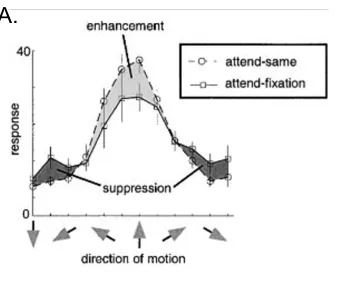 A.
enhancement
40
attend-same
attend-fixation
response
suppression
0
direction of motion